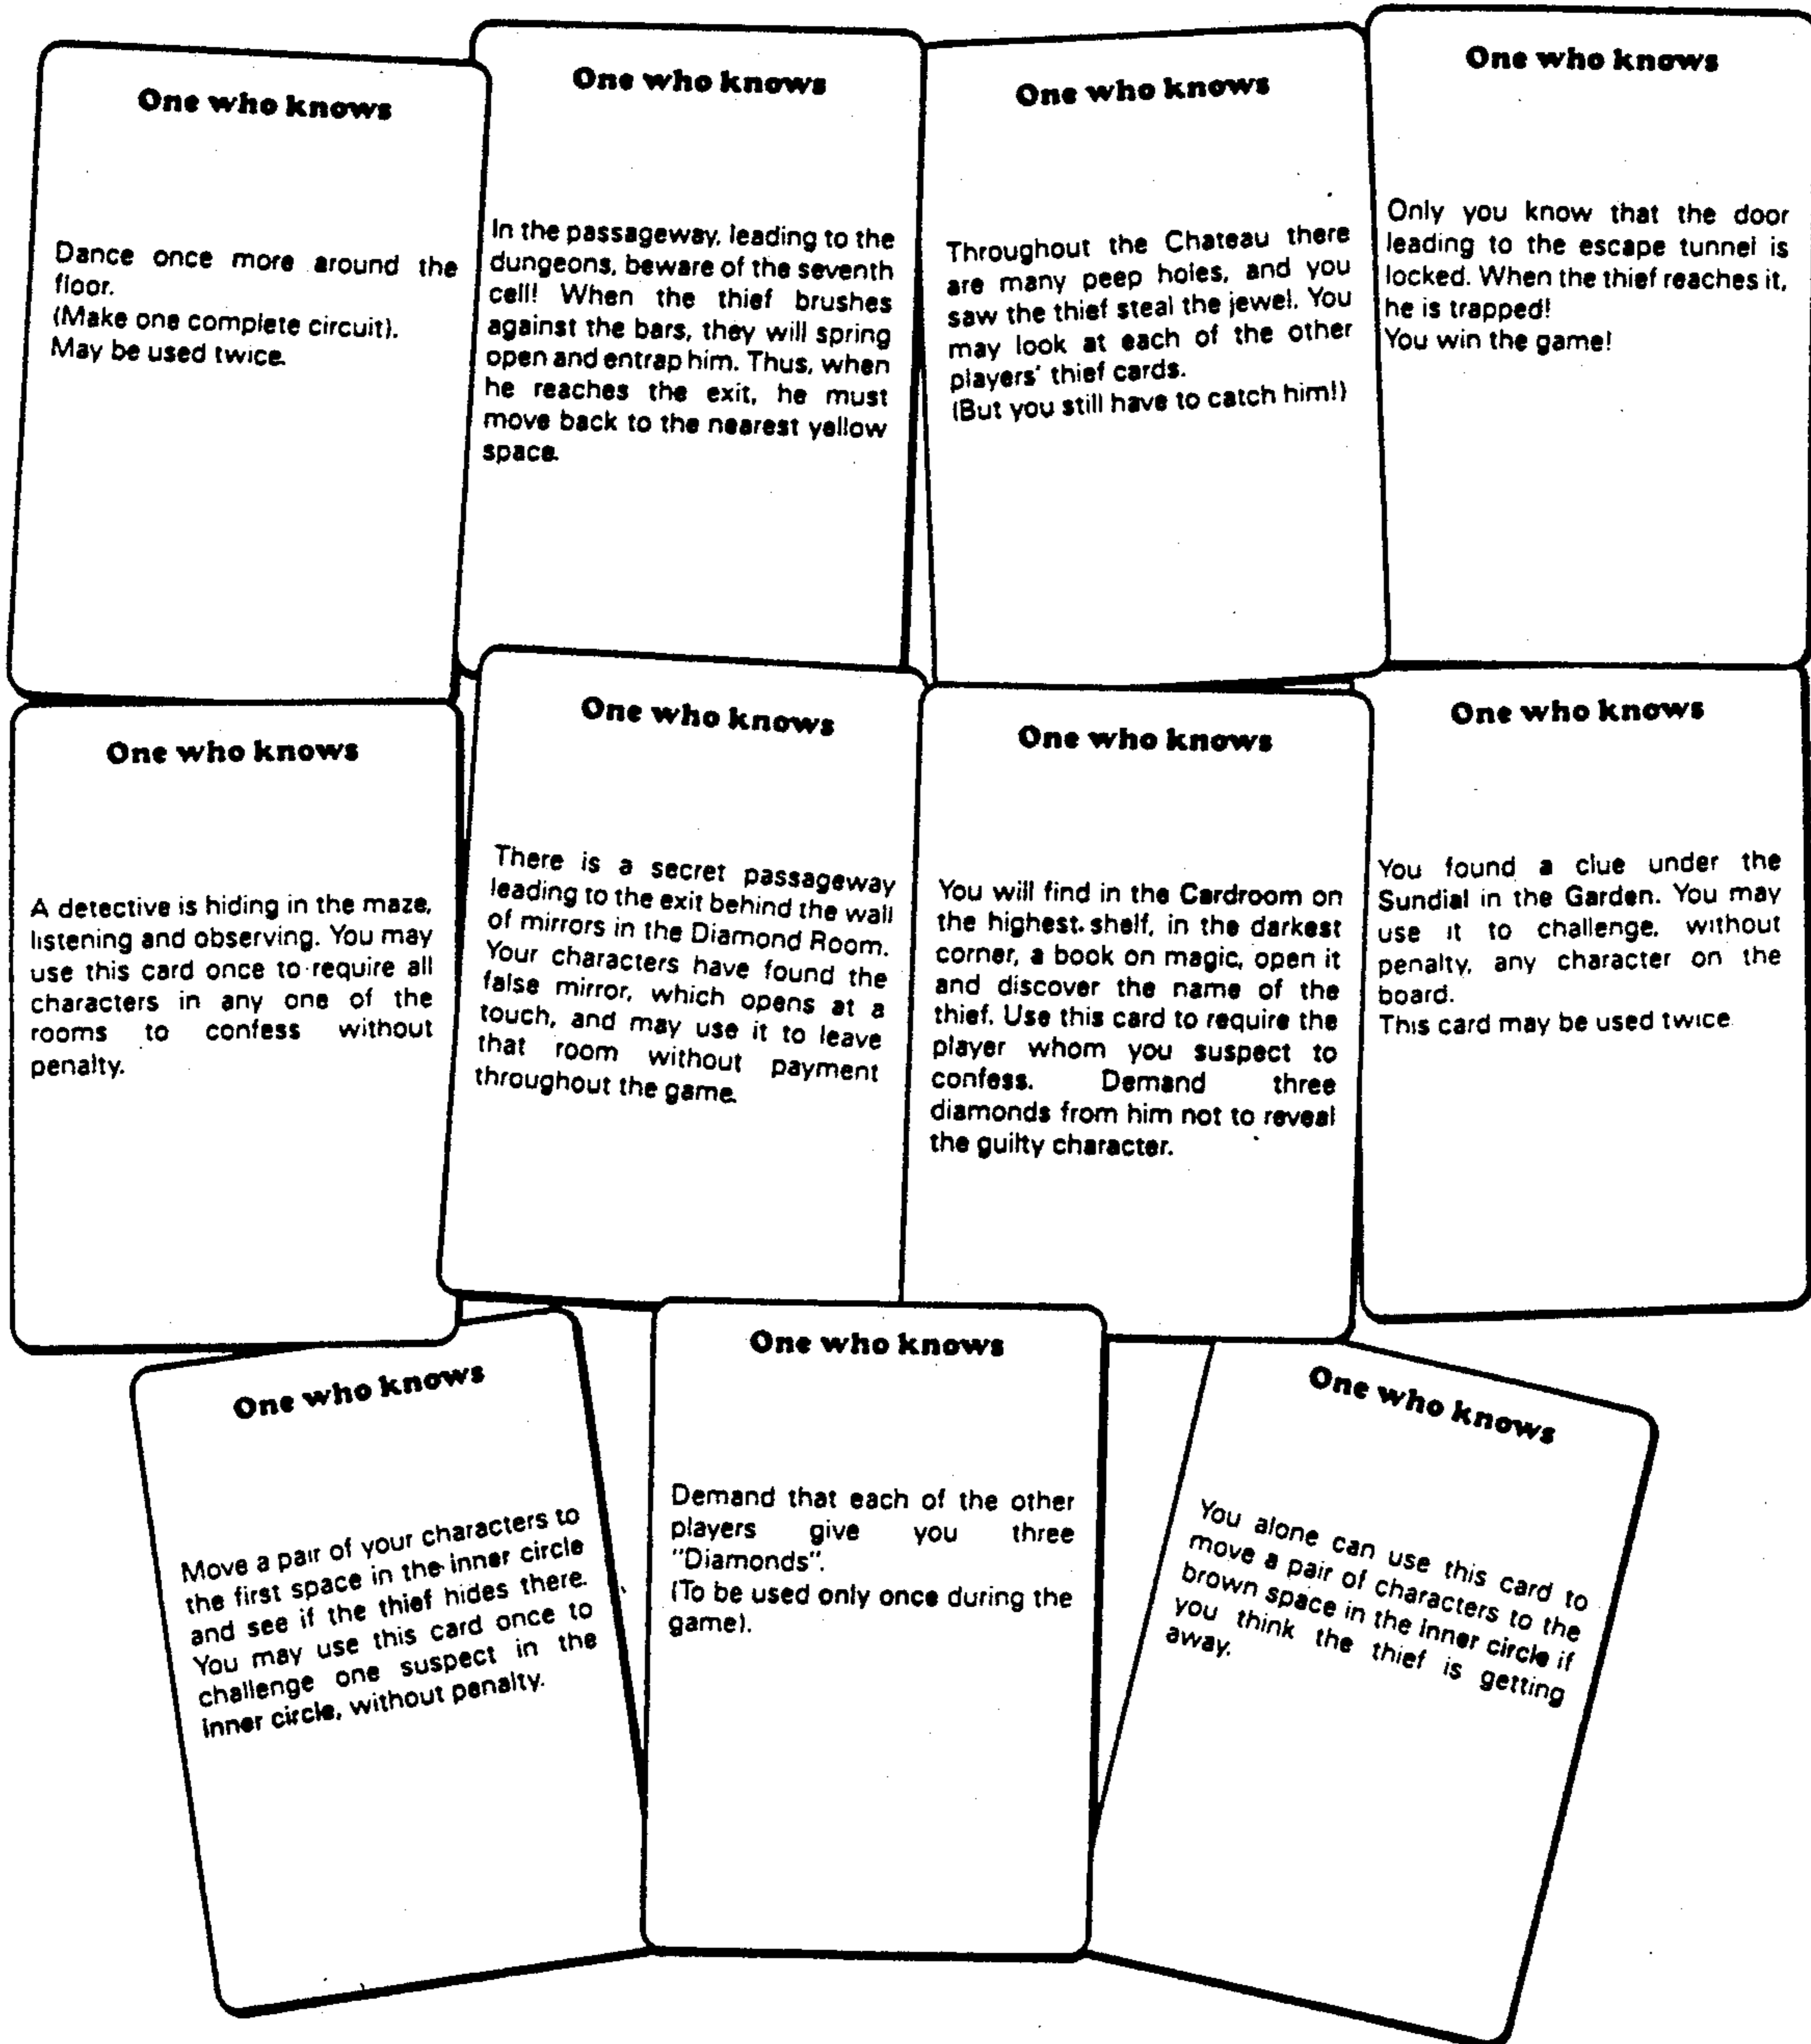 One who knows
Dance once more around the
floor.
(Make one complete circuit).
May be used twice.
One who knows
In the passageway, leading to the
dungeons, beware of the seventh
cell! When the thief brushes
against the bars, they will spring
open and entrap him. Thus, when
he reaches the exit, he must
move back to the nearest yellow
space.
One who knows
Throughout the Chateau there
are many peep holes, and you
saw the thief steal the jewel. You
may look at each of the other
players' thief cards.
(But you still have to catch him!)
One who knows
Only you know that the door
leading to the escape tunnel is
locked. When the thief reaches it,
he is trapped!
You win the game!
One who knows
A detective is hiding in the maze,
listening and observing. You may
use this card once to require all
characters in any one of the
rooms to confess without
penalty.
One who knows
There is a secret passageway
leading to the exit behind the wall
of mirrors in the Diamond Room.
Your characters have found the
false mirror, which opens at a
touch, and may use it to leave
that room without payment
throughout the game.
One who knows
You will find in the Cardroom on
the highest shelf, in the darkest
corner, a book on magic, open it
and discover the name of the
thief. Use this card to require the
player whom you suspect to
confess. Demand three
diamonds from him not to reveal
the guilty character.
One who knows
You found a clue under the
Sundial in the Garden. You may
use it to challenge, without
penalty, any character on the
board.
This card may be used twice.
One who knows
Move a pair of your characters to
the first space in the inner circle
and see if the thief hides there.
You may use this card once to
challenge one suspect in the
inner circle, without penalty.
One who knows
Demand that each of the other
players give you three
"Diamonds".
(To be used only once during the
game).
One who knows
You alone can use this card to
move a pair of characters to the
brown space in the inner circle if
you think the thief is getting
away.